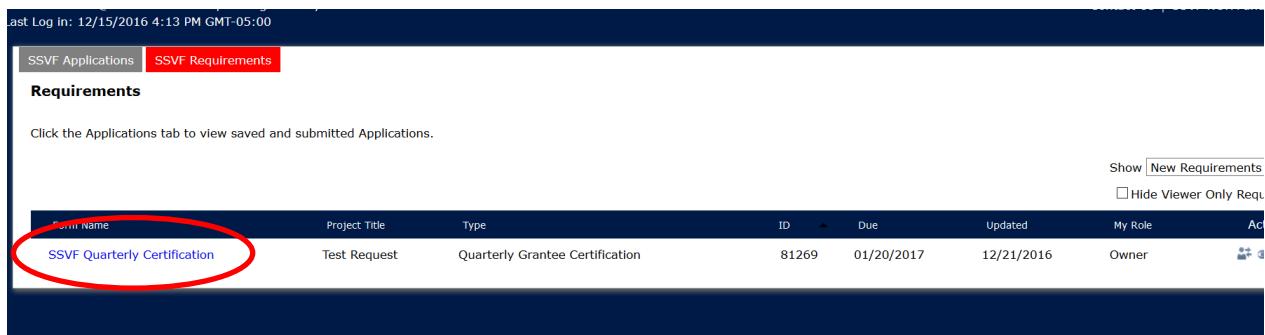 Last Log in: 12/15/2016 4:13 PM GMT-05:00
SSVF Applications SSVF Requirements
Requirements
Click the Applications tab to view saved and submitted Applications.
Show New Requirements
Hide Viewer Only
Form Name Project Title Type ID Due Updated My Role
SSVF Quarterly Certification Test Request Quarterly Grantee Certification 81269 01/20/2017 12/21/2016 Owner